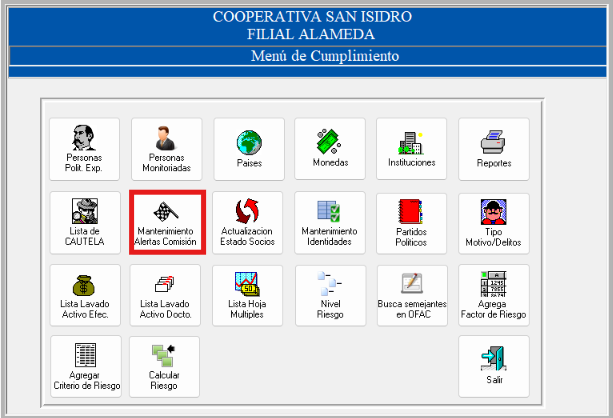 COOPERATIVA SAN ISIDRO
FILIAL ALAMEDA
Menú de Cumplimiento
Personas
Polit. Exp.
Personas
Monitoriadas
Paises
Monedas
Instituciones
Reportes
Lista de
CAUTELA
Mantenimiento
Alertas Comisión
Actualizacion
Estado Socios
Mantenimiento
Identidades
Partidos
Politicos
Tipo
Motivo/Delitos
Lista Lavado
Activo Efec.
Lista Lavado
Activo Docto.
Lista Hoja
Multiples
Nivel
Riesgo
Busca semejantes
en OFAC
Agrega
Factor de Riesgo
Agregar
Criterio de Riesgo
Calcular
Riesgo
Salir